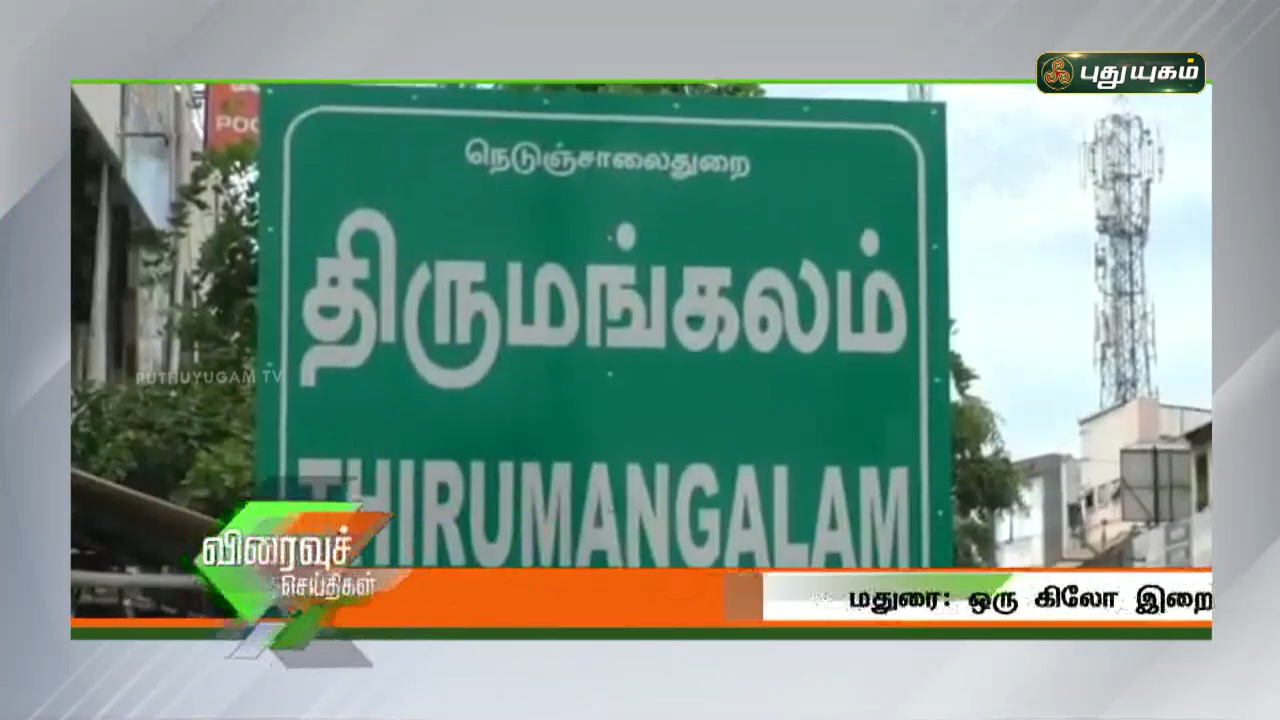 புதுயுகம்
நெடுஞ்சாலைதுறை
திருமங்கலம்
PUTHUYUGAM TV
THIRUMANGALAM
விரைவுச்
செய்திகள்
மதுரை: ஒரு கிலோ இறை